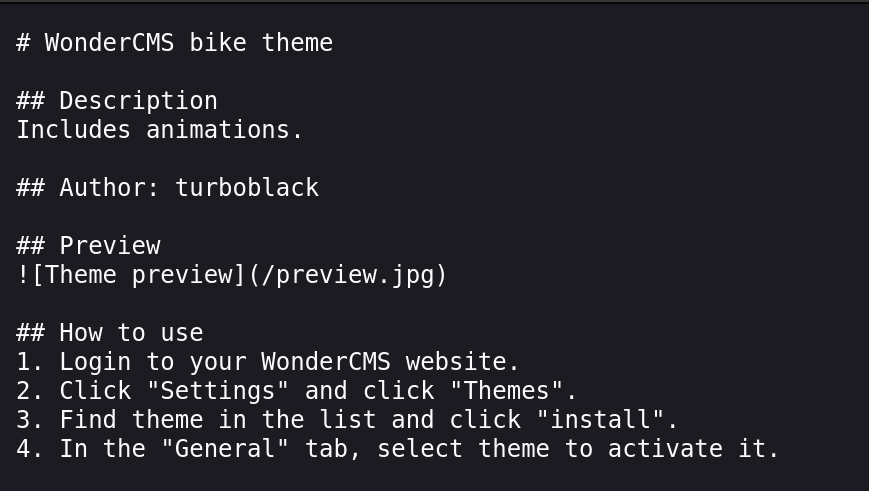 # WonderCMS bike theme
## Description
Includes animations.
## Author: turboblack
## Preview
![Theme preview](/preview.jpg)
## How to use
1. Login to your WonderCMS website.
2. Click "Settings" and click "Themes".
3. Find theme in the list and click "install".
4. In the "General" tab, select theme to activate it.